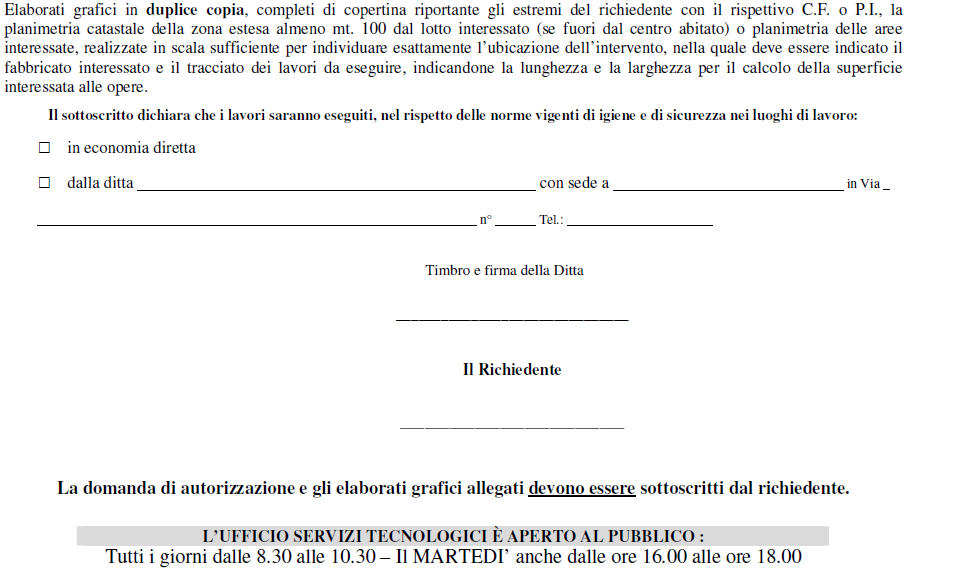 Elaborati grafici in duplice copia, completi di copertina riportante gli estremi del richiedente con il rispettivo C.F. o P.I., la
planimetria catastale della zona estesa almeno mt. 100 dal lotto interessato (se fuori dal centro abitato) o planimetria delle aree
interessate, realizzate in scala sufficiente per individuare esattamente l'ubicazione dell'intervento, nella quale deve essere indicato il
fabbricato interessato e il tracciato dei lavori da eseguire, indicandone la lunghezza e la larghezza per il calcolo della superficie
interessata alle opere.
Il sottoscritto dichiara che i lavori saranno eseguiti, nel rispetto delle norme vigenti di igiene e di sicurezza nei luoghi di lavoro:
☐ in economia diretta
☐ dalla ditta ______________ con sede a ______________ in Via _
______________ n° _____ Tel.: ______________
Timbro e firma della Ditta
______________
Il Richiedente
______________
La domanda di autorizzazione e gli elaborati grafici allegati devono essere sottoscritti dal richiedente.
L'UFFICIO SERVIZI TECNOLOGICI È APERTO AL PUBBLICO :
Tutti i giorni dalle 8.30 alle 10.30 – Il MARTEDI' anche dalle ore 16.00 alle ore 18.00